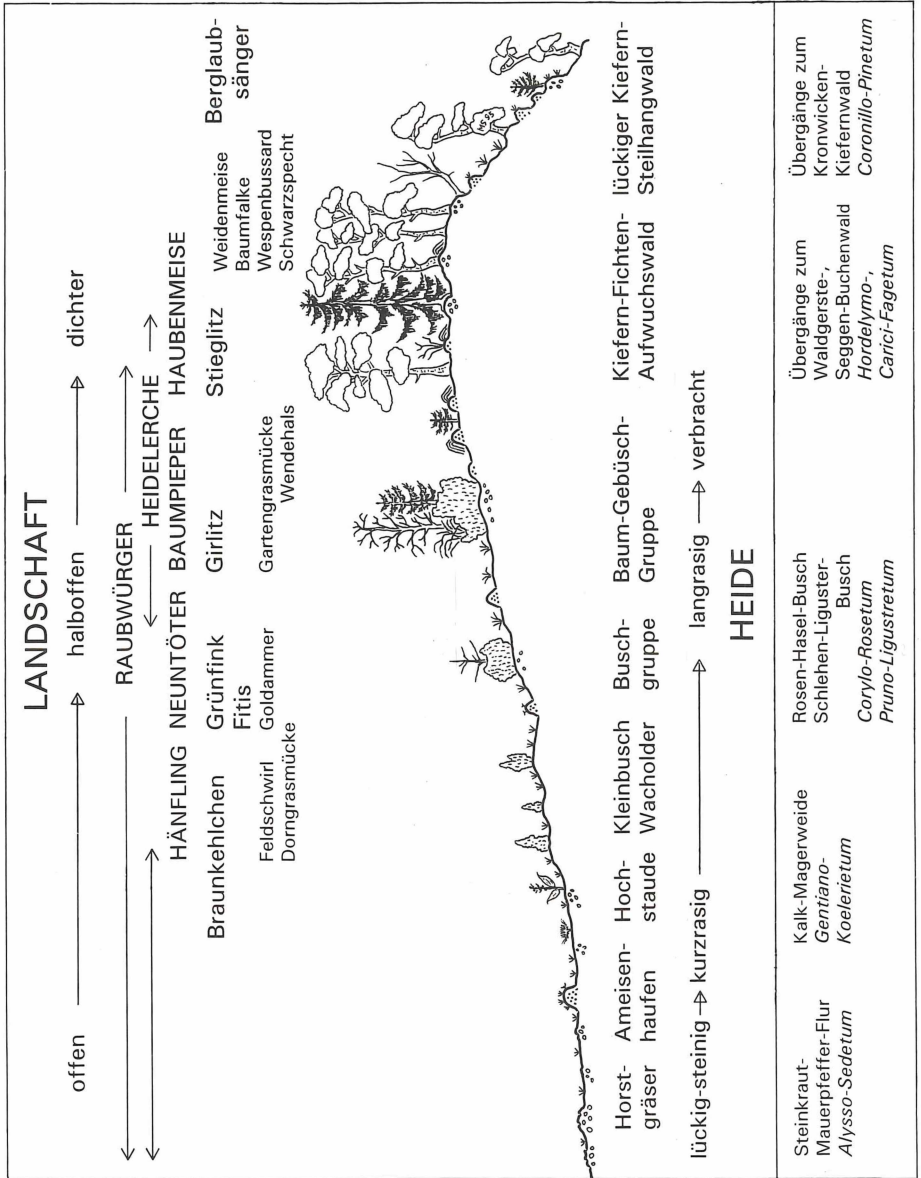 LANDSCHAFT
offen → halboffen → dichter
← RAUBWÜRGER →
← → ← HEIDELERCHE →
HÄNFLING NEUNTÖTER BAUMPIEPER HAUBENMEISE
Braunkehlchen Grünfink Girlitz Stieglitz Berglaub-
Fitis sänger
Feldschwirl Goldammer Gartengrasmücke Weidenmeise
Dorngrasmücke Wendehals Baumfalke
Wespenbussard
Schwarzspecht
HS 95
Horst- Ameisen- Hoch- Kleinbusch Busch- Baum-Gebüsch- Kiefern-Fichten- lückiger Kiefern-
gräser haufen staude Wacholder gruppe Gruppe Aufwuchswald Steilhangwald
lückig-steinig → kurzrasig → langrasig → verbracht
HEIDE
Steinkraut- Kalk-Magerweide Rosen-Hasel-Busch Übergänge zum Übergänge zum
Mauerpfeffer-Flur Gentiano- Schlehen-Liguster- Waldgerste-, Kronwicken-
Alysso-Sedetum Koelerietum Busch Seggen-Buchenwald Kiefernwald
Corylo-Rosetum Hordelymo-, Coronillo-Pinetum
Pruno-Ligustretum Carici-Fagetum